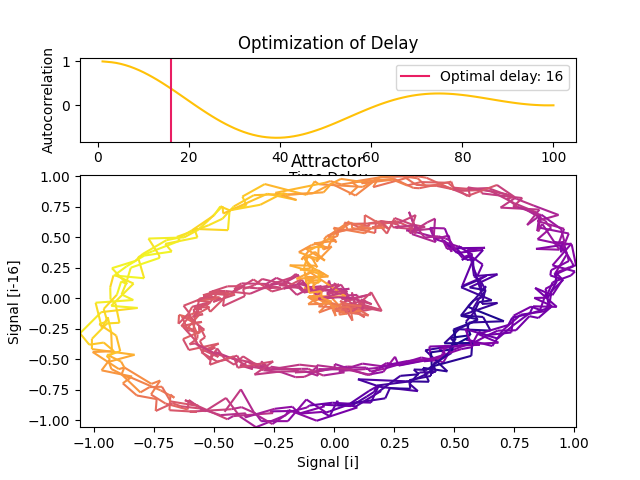 Optimization of Delay
Autocorrelation
1
0
Optimal delay: 16
0 20 40 60 80 100
Time Delay
Attractor
Signal [i-16]
1.00
0.75
0.50
0.25
0.00
−0.25
−0.50
−0.75
−1.00
−1.00 −0.75 −0.50 −0.25 0.00 0.25 0.50 0.75 1.00
Signal [i]